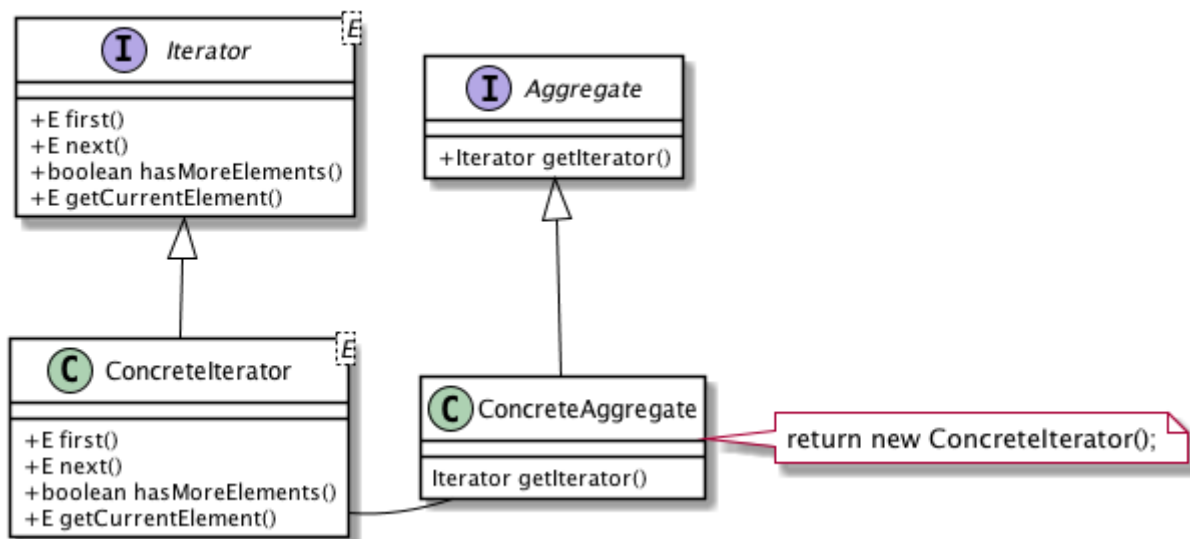 I Iterator E
+E first()
+E next()
+boolean hasMoreElements()
+E getCurrentElement()
I Aggregate
+Iterator getIterator()
C ConcreteIterator E
+E first()
+E next()
+boolean hasMoreElements()
+E getCurrentElement()
C ConcreteAggregate
Iterator getIterator()
return new ConcreteIterator();